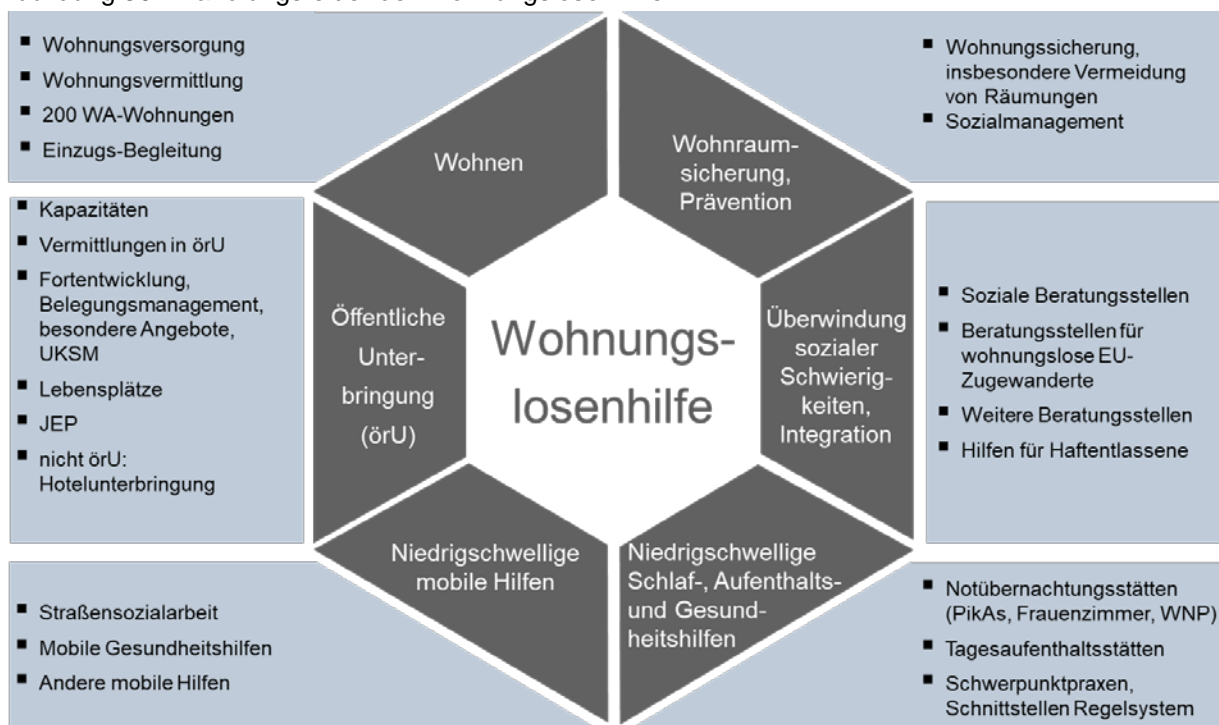 ▪ Wohnungsversorgung
▪ Wohnungsvermittlung
▪ 200 WA-Wohnungen
▪ Einzugs-Begleitung
Wohnen
Wohnraum-
sicherung,
Prävention
▪ Wohnungssicherung,
insbesondere Vermeidung
von Räumungen
▪ Sozialmanagement
▪ Kapazitäten
▪ Vermittlungen in örU
▪ Fortentwicklung,
Belegungsmanagement,
besondere Angebote,
UKSM
▪ Lebensplätze
▪ JEP
▪ nicht örU:
Hotelunterbringung
Öffentliche
Unter-
bringung
(örU)
Wohnungs-
losenhilfe
Überwindung
sozialer
Schwierig-
keiten,
Integration
▪ Soziale Beratungsstellen
▪ Beratungsstellen für
wohnungslose EU-
Zugewanderte
▪ Weitere Beratungsstellen
▪ Hilfen für Haftentlassene
▪ Straßensozialarbeit
▪ Mobile Gesundheitshilfen
▪ Andere mobile Hilfen
Niedrigschwellige
mobile Hilfen
Niedrigschwellige
Schlaf-, Aufenthalts-
und Gesund-
heitshilfen
▪ Notübernachtungsstätten
(PikAs, Frauenzimmer, WNP)
▪ Tagesaufenthaltsstätten
▪ Schwerpunktpraxen,
Schnittstellen Regelsystem